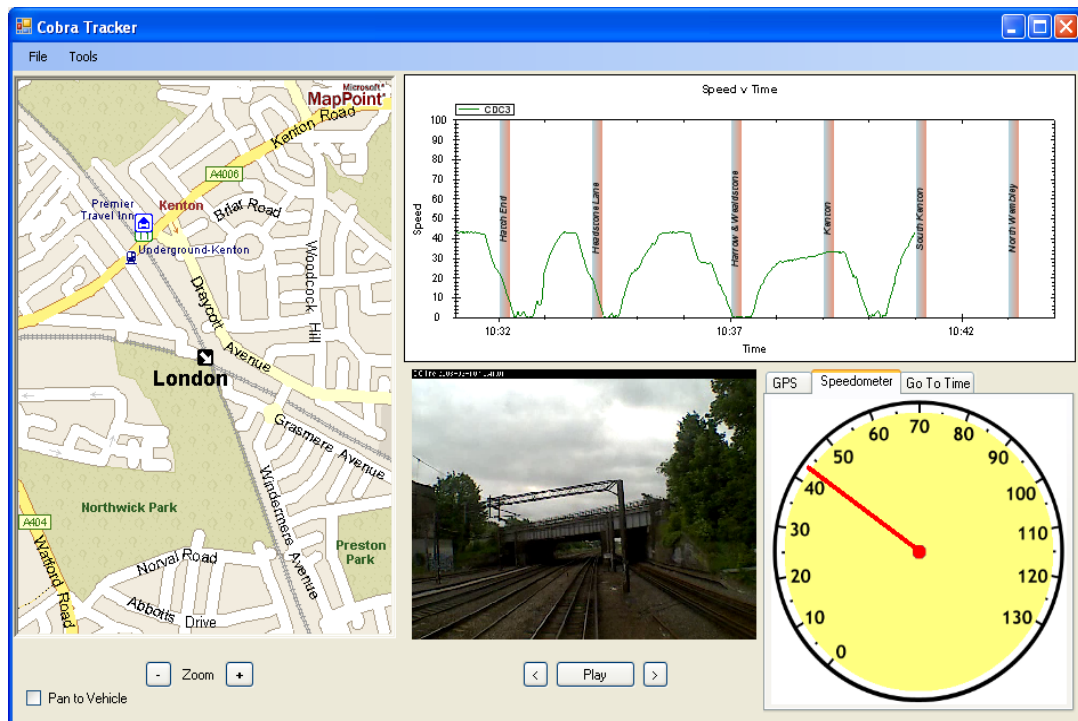 Cobra Tracker
File Tools
Microsoft®
MapPoint®
Kenton Road
A4006
Premier
Travel Inn
Kenton
Briar Road
Underground-Kenton
Woodcock Hill
Draycott Avenue
London
Grasmere Avenue
Windermere Avenue
Northwick Park
A404
Watford Road
Norval Road
Preston
Park
Abbotts Drive
- Zoom +
Pan to Vehicle
Speed v Time
CDC3
Speed
100
90
80
70
60
50
40
30
20
10
0
Hatch End
Headstone Lane
Harrow & Wealdstone
Kenton
South Kenton
North Wembley
10:32 10:37 10:42
Time
< Play >
GPS Speedometer Go To Time
0
10
20
30
40
50
60
70
80
90
100
110
120
130